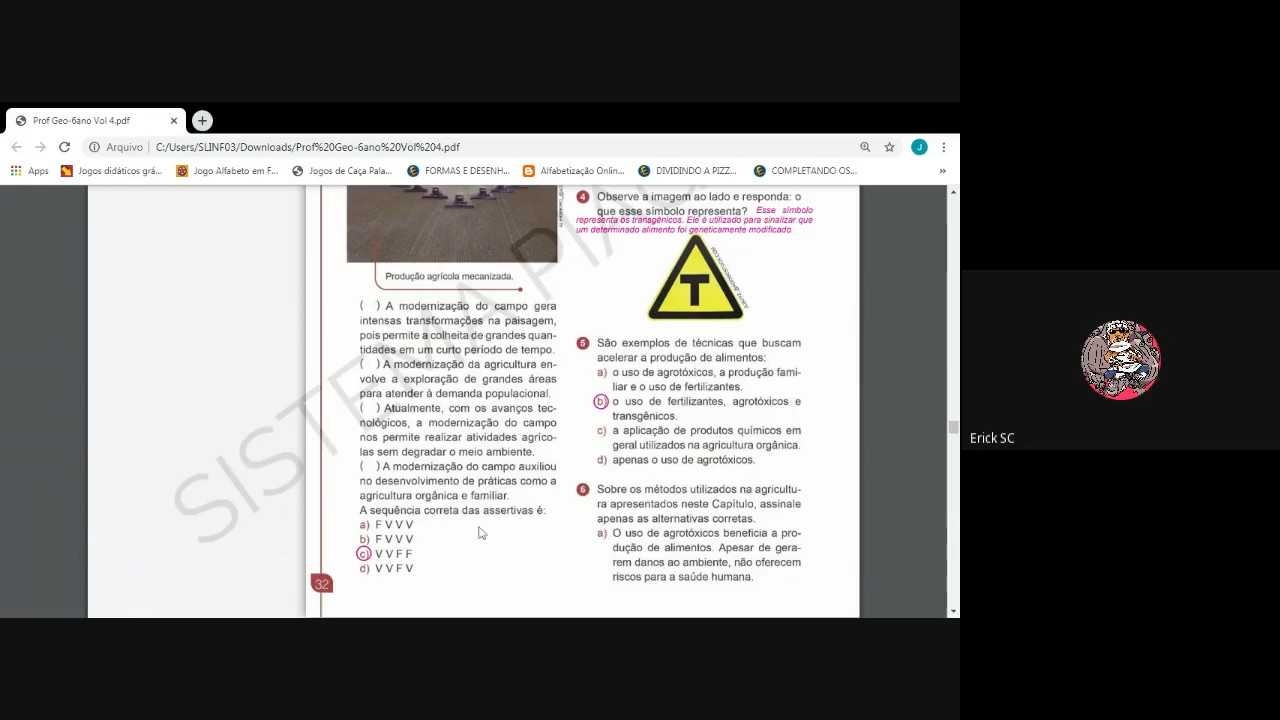 Prof Geo-6ano Vol 4.pdf
Arquivo
C:/Users/SLINF03/Downloads/Prof%20Geo-6ano%20Vol%204.pdf
J
Apps
Jogos didáticos grá...
Jogo Alfabeto em F...
Jogos de Caça Pala...
FORMAS E DESENH...
Alfabetização Onlin...
DIVIDINDO A PIZZ...
COMPLETANDO OS...
»
Produção agrícola mecanizada.
( ) A modernização do campo gera
intensas transformações na paisagem,
pois permite a colheita de grandes quan-
tidades em um curto período de tempo.
( ) A modernização da agricultura en-
volve a exploração de grandes áreas
para atender à demanda populacional.
( ) Atualmente, com os avanços tec-
nológicos, a modernização do campo
nos permite realizar atividades agríco-
las sem degradar o meio ambiente.
( ) A modernização do campo auxiliou
no desenvolvimento de práticas como a
agricultura orgânica e familiar.
A sequência correta das assertivas é:
a) F V V V
b) F V V V
c) V V F F
d) V V F V
32
4 Observe a imagem ao lado e responda: o
que esse símbolo representa? Esse símbolo
representa os transgênicos. Ele é utilizado para sinalizar que
um determinado alimento foi geneticamente modificado.
T
5 São exemplos de técnicas que buscam
acelerar a produção de alimentos:
a) o uso de agrotóxicos, a produção fami-
liar e o uso de fertilizantes.
b) o uso de fertilizantes, agrotóxicos e
transgênicos.
c) a aplicação de produtos químicos em
geral utilizados na agricultura orgânica.
d) apenas o uso de agrotóxicos.
6 Sobre os métodos utilizados na agricultu-
ra apresentados neste Capítulo, assinale
apenas as alternativas corretas.
a) O uso de agrotóxicos beneficia a pro-
dução de alimentos. Apesar de gera-
rem danos ao ambiente, não oferecem
riscos para a saúde humana.
SISTEMA
Erick SC